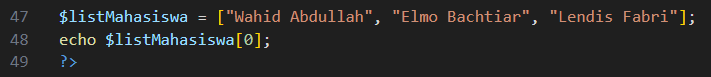 47 $listMahasiswa = ["Wahid Abdullah", "Elmo Bachtiar", "Lendis Fabri"];
48 echo $listMahasiswa[0];
49 ?>